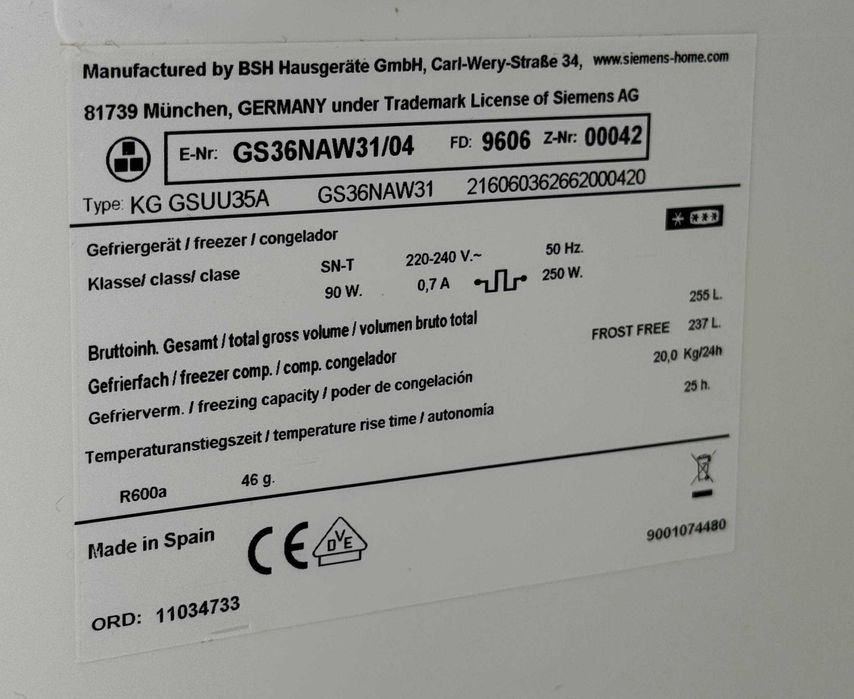 Manufactured by BSH Hausgeräte GmbH, Carl-Wery-Straße 34, www.siemens-home.com
81739 München, GERMANY under Trademark License of Siemens AG
E-Nr: GS36NAW31/04 FD: 9606 Z-Nr: 00042
Type: KG GSUU35A GS36NAW31 216060362662000420
Gefriergerät / freezer / congelador
Klasse/ class/ clase SN-T 220-240 V.~ 50 Hz.
90 W. 0,7 A 250 W.
Bruttoinh. Gesamt / total gross volume / volumen bruto total 255 L.
Gefrierfach / freezer comp. / comp. congelador FROST FREE 237 L.
Gefrierverm. / freezing capacity / poder de congelación 20,0 Kg/24h
Temperaturanstiegszeit / temperature rise time / autonomía 25 h.
R600a 46 g.
Made in Spain CE DVE 9001074480
ORD: 11034733